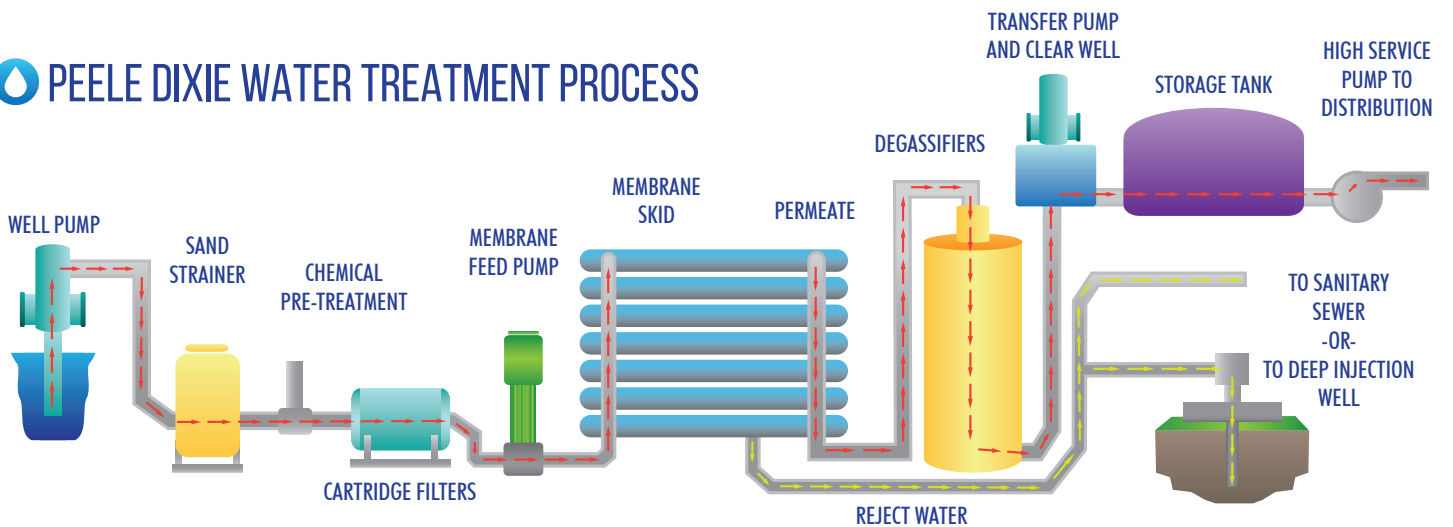 PEELE DIXIE WATER TREATMENT PROCESS
WELL PUMP
SAND
STRAINER
CHEMICAL
PRE-TREATMENT
CARTRIDGE FILTERS
MEMBRANE
FEED PUMP
MEMBRANE
SKID
PERMEATE
DEGASSIFIERS
TRANSFER PUMP
AND CLEAR WELL
STORAGE TANK
HIGH SERVICE
PUMP TO
DISTRIBUTION
TO SANITARY
SEWER
-OR-
TO DEEP INJECTION
WELL
REJECT WATER